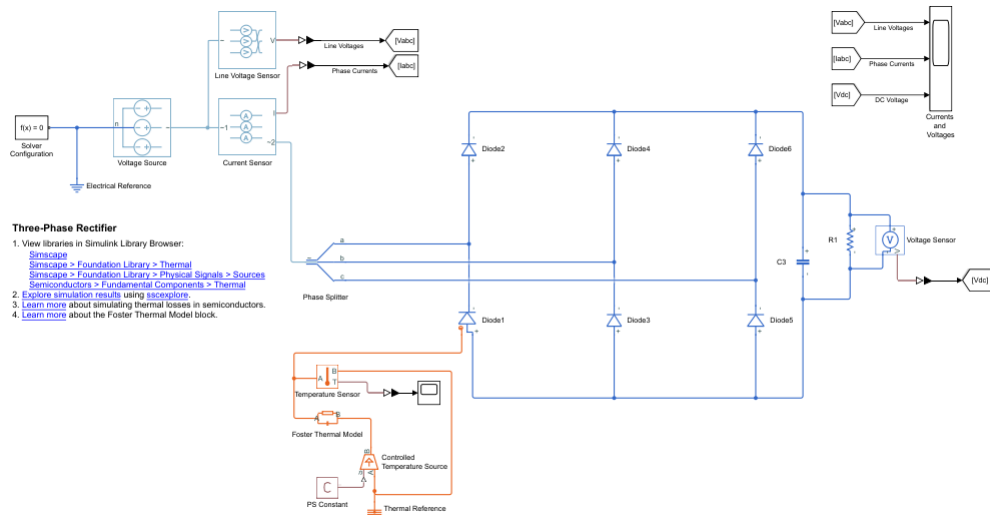 [Vabc]
Line Voltages
[Iabc]
Phase Currents
Line Voltage Sensor
V
[Vabc]
Line Voltages
[Iabc]
Phase Currents
[Vdc]
DC Voltage
Currents
and
Voltages
f(x) = 0
Solver
Configuration
n
Voltage Source
~
~1
I
~2
Current Sensor
Electrical Reference
Diode2
Diode4
Diode6
Three-Phase Rectifier
1. View libraries in Simulink Library Browser:
Simscape
Simscape > Foundation Library > Thermal
Simscape > Foundation Library > Physical Signals > Sources
Semiconductors > Fundamental Components > Thermal
2. Explore simulation results using sscexplore.
3. Learn more about simulating thermal losses in semiconductors.
4. Learn more about the Foster Thermal Model block.
a
b
c
Phase Splitter
C3
R1
V
Voltage Sensor
[Vdc]
Diode1
Diode3
Diode5
A
B
T
Temperature Sensor
A
B
Foster Thermal Model
B
A
Controlled
Temperature Source
C
PS Constant
Thermal Reference